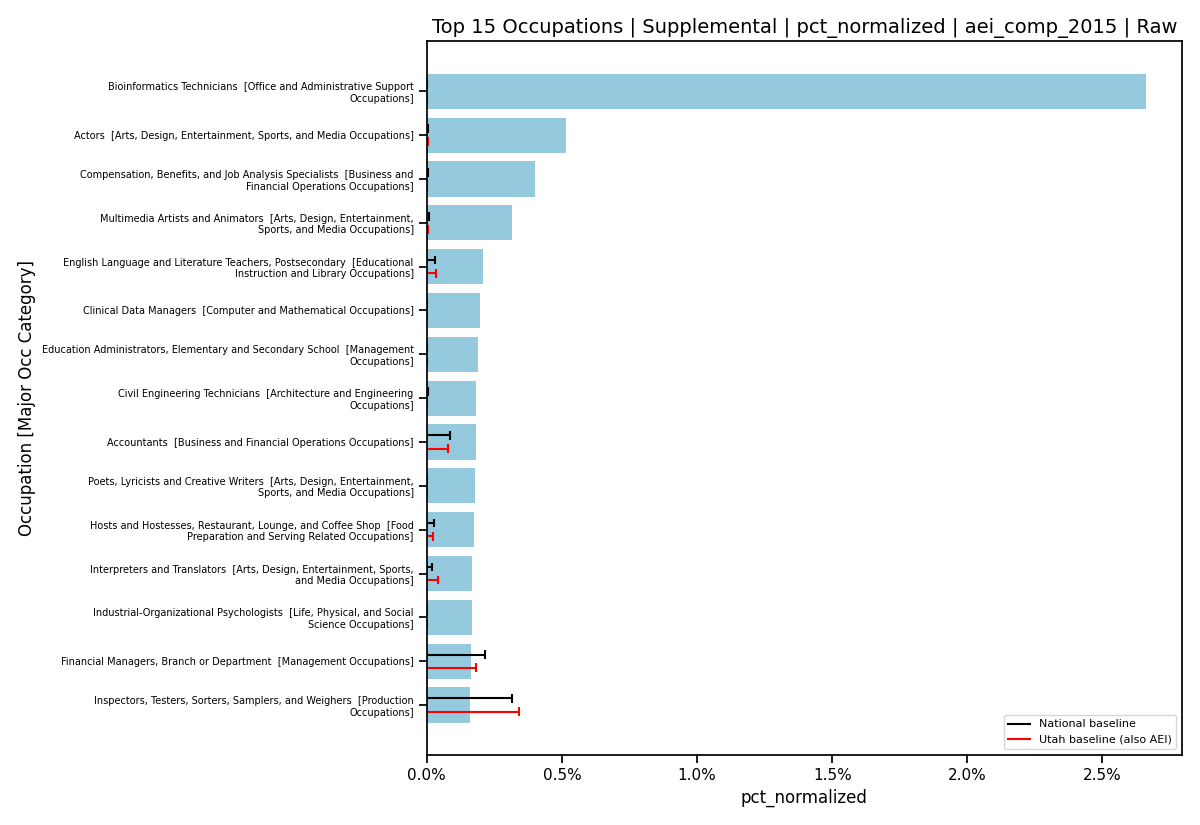 Top 15 Occupations | Supplemental | pct_normalized | aei_comp_2015 | Raw
Occupation [Major Occ Category]
Bioinformatics Technicians  [Office and Administrative Support
Occupations]
Actors  [Arts, Design, Entertainment, Sports, and Media Occupations]
Compensation, Benefits, and Job Analysis Specialists  [Business and
Financial Operations Occupations]
Multimedia Artists and Animators  [Arts, Design, Entertainment,
Sports, and Media Occupations]
English Language and Literature Teachers, Postsecondary  [Educational
Instruction and Library Occupations]
Clinical Data Managers  [Computer and Mathematical Occupations]
Education Administrators, Elementary and Secondary School  [Management
Occupations]
Civil Engineering Technicians  [Architecture and Engineering
Occupations]
Accountants  [Business and Financial Operations Occupations]
Poets, Lyricists and Creative Writers  [Arts, Design, Entertainment,
Sports, and Media Occupations]
Hosts and Hostesses, Restaurant, Lounge, and Coffee Shop  [Food
Preparation and Serving Related Occupations]
Interpreters and Translators  [Arts, Design, Entertainment, Sports,
and Media Occupations]
Industrial-Organizational Psychologists  [Life, Physical, and Social
Science Occupations]
Financial Managers, Branch or Department  [Management Occupations]
Inspectors, Testers, Sorters, Samplers, and Weighers  [Production
Occupations]
National baseline
Utah baseline (also AEI)
0.0%
0.5%
1.0%
1.5%
2.0%
2.5%
pct_normalized